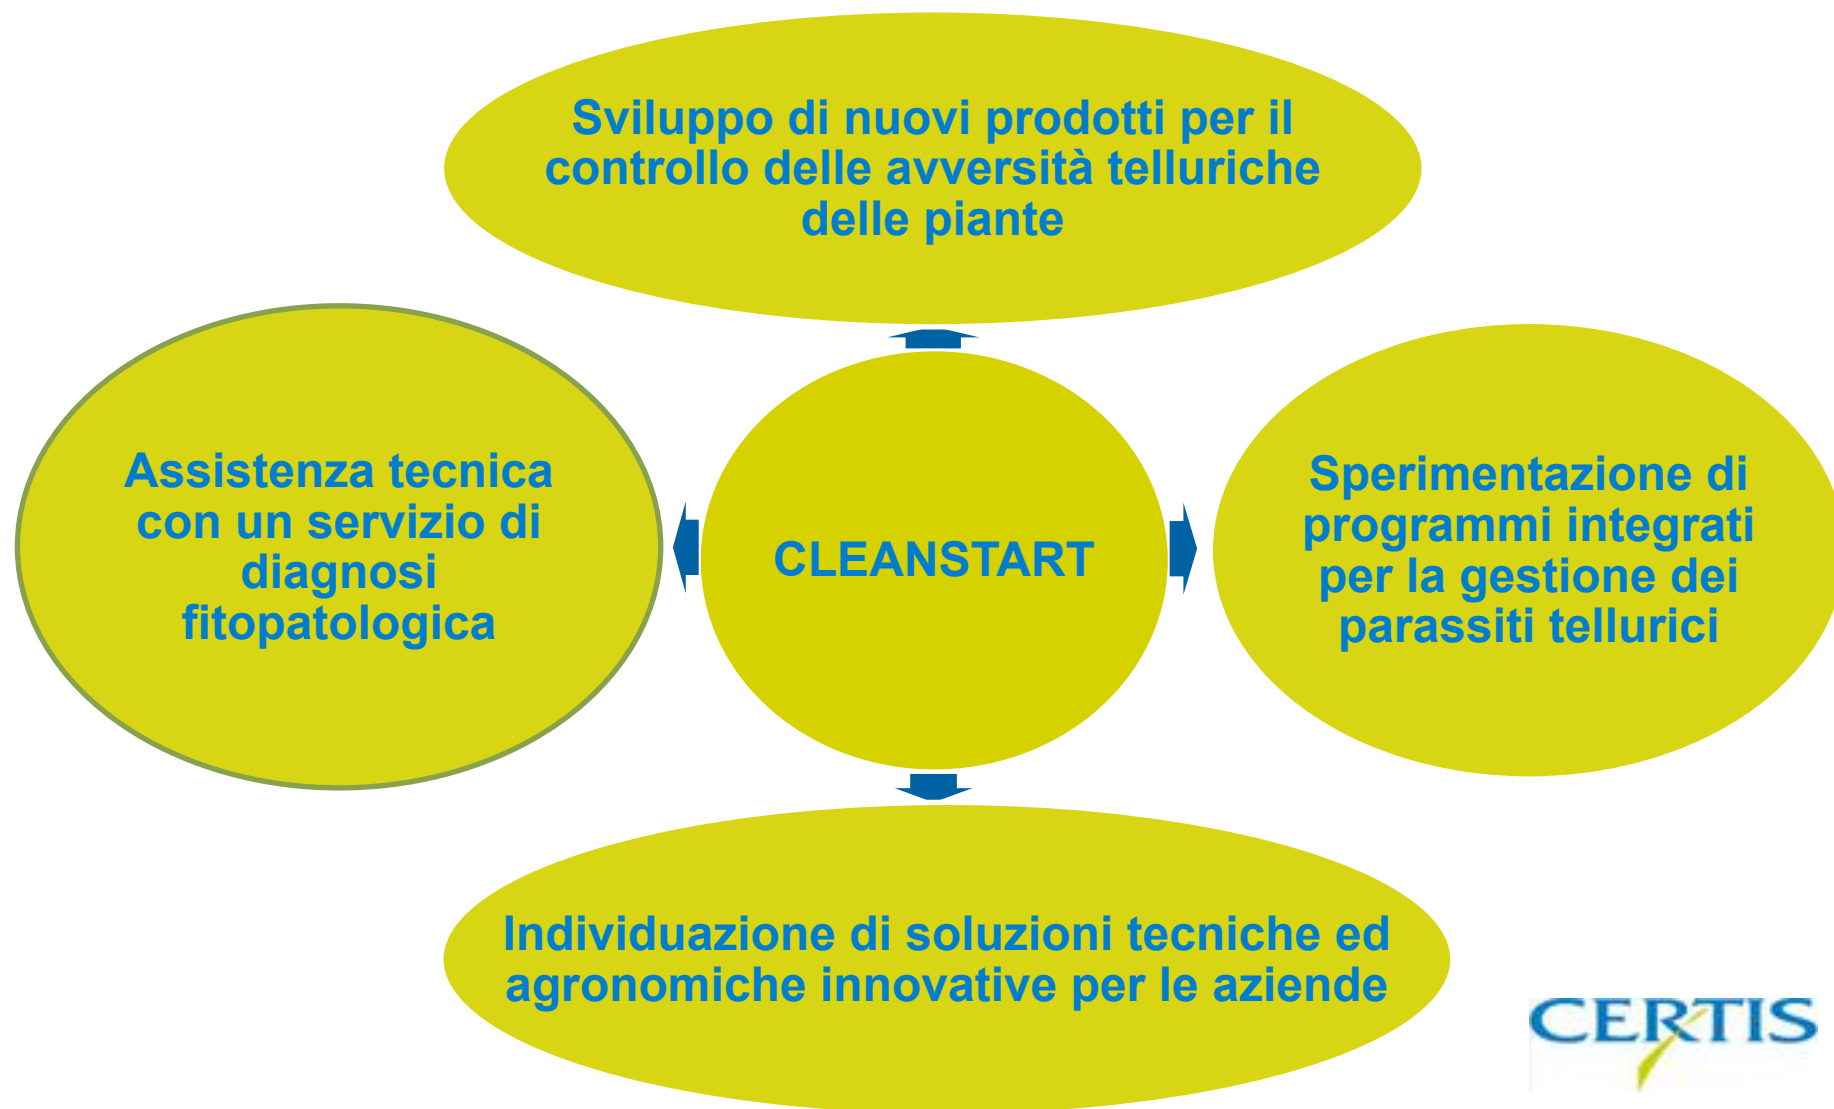 Sviluppo di nuovi prodotti per il
controllo delle avversità telluriche
delle piante
Assistenza tecnica
con un servizio di
diagnosi
fitopatologica
CLEANSTART
Sperimentazione di
programmi integrati
per la gestione dei
parassiti tellurici
Individuazione di soluzioni tecniche ed
agronomiche innovative per le aziende
CERTIS